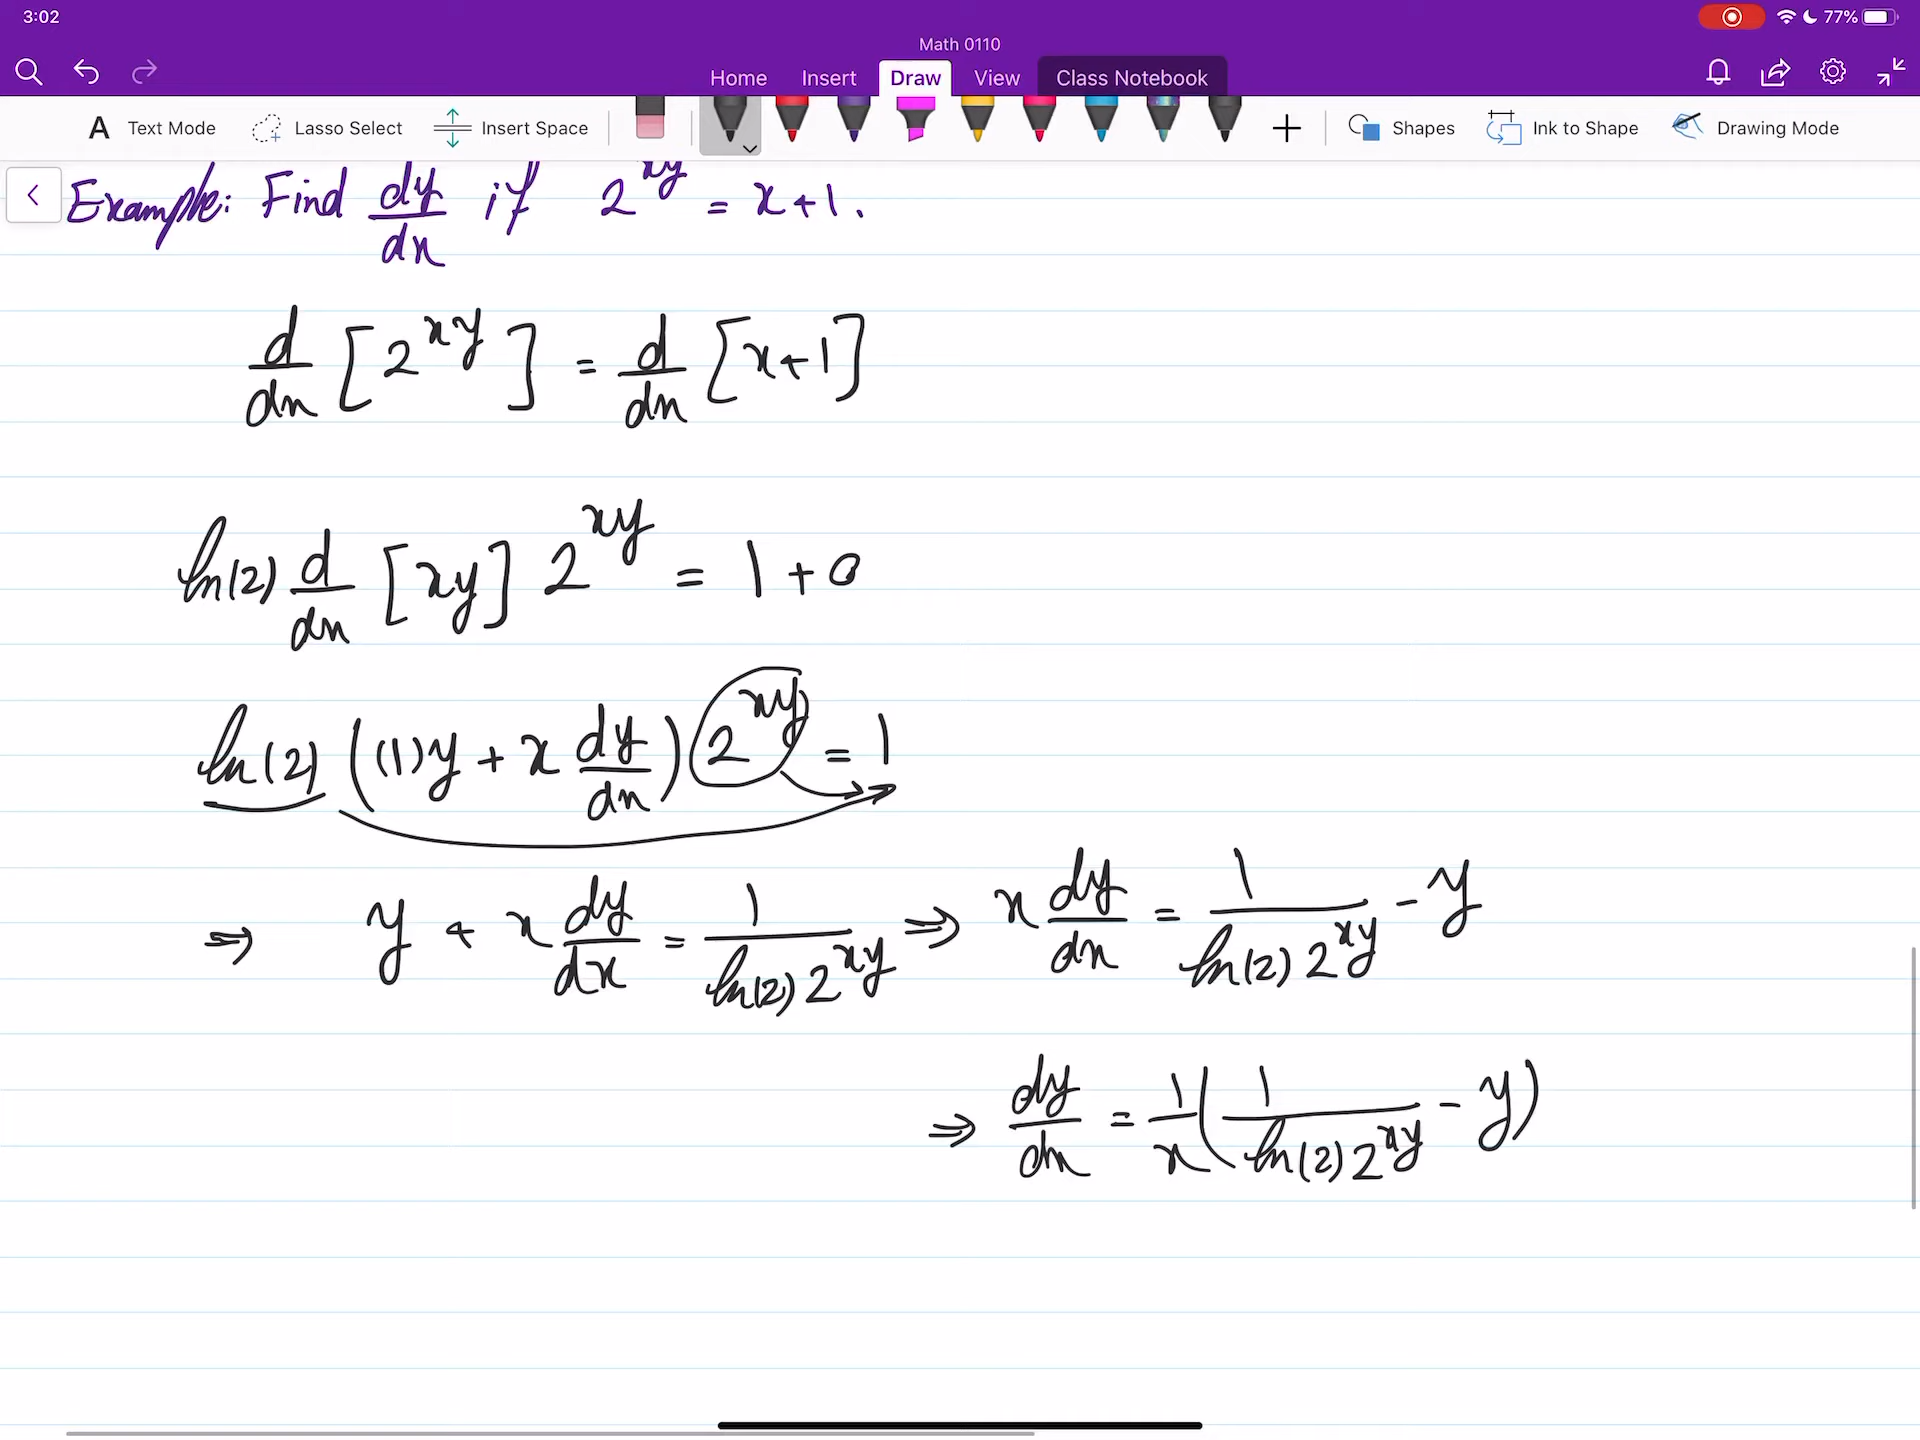 3:02
77%
Math 0110
Home Insert Draw View Class Notebook
Text Mode Lasso Select Insert Space Shapes Ink to Shape Drawing Mode
Example: Find dy/dx if 2^xy = x+1.
d/dx [2^xy] = d/dx [x+1]
ln(2) d/dx [xy] 2^xy = 1+0
ln(2) ((1)y + x dy/dx) 2^xy = 1
⇒ y + x dy/dx = 1/(ln(2) 2^xy) ⇒ x dy/dx = 1/(ln(2) 2^xy) - y
⇒ dy/dx = 1/x (1/(ln(2) 2^xy) - y)